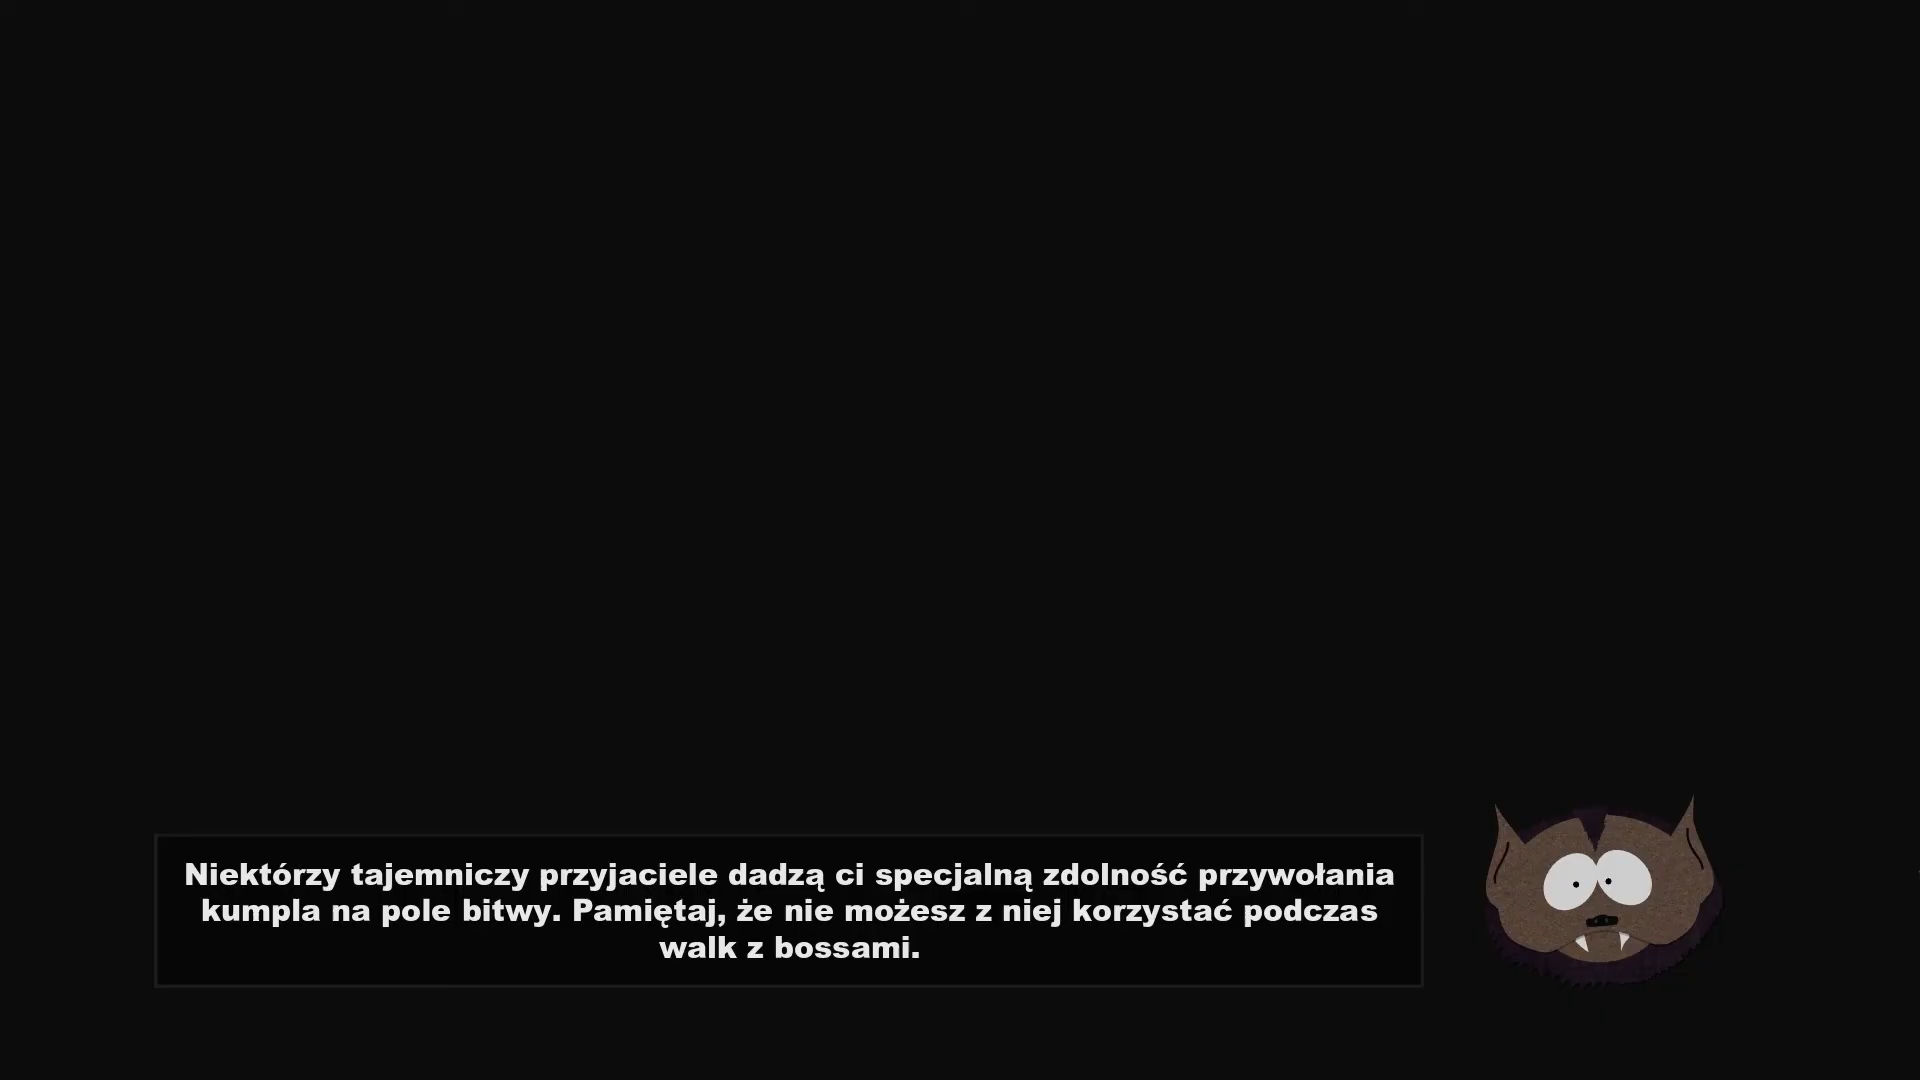 Niektórzy tajemniczy przyjaciele dadzą ci specjalną zdolność przywołania
kumpla na pole bitwy. Pamiętaj, że nie możesz z niej korzystać podczas
walk z bossami.